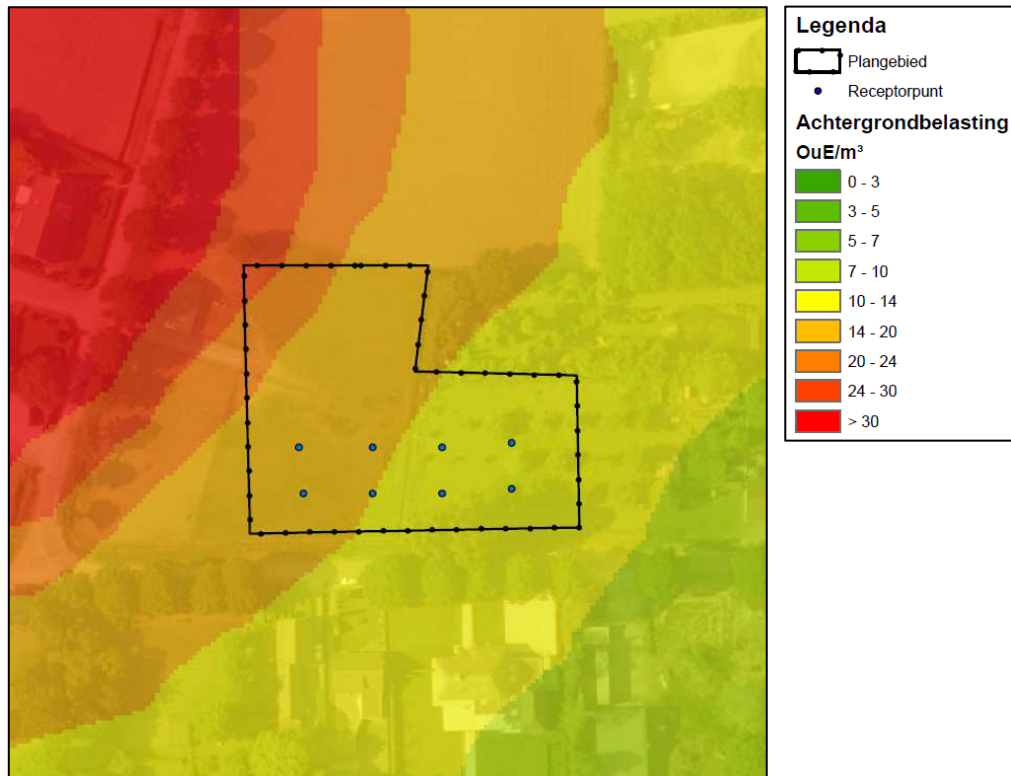 Legenda
Plangebied
Receptorpunt
Achtergrondbelasting
OuE/m³
0 - 3
3 - 5
5 - 7
7 - 10
10 - 14
14 - 20
20 - 24
24 - 30
> 30